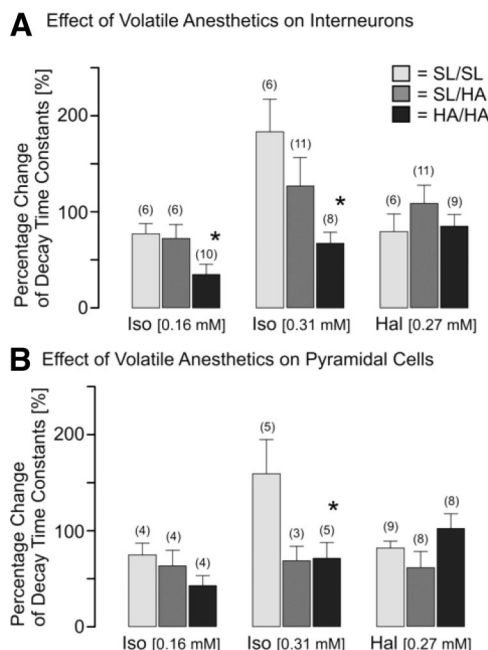 A Effect of Volatile Anesthetics on Interneurons
Percentage Change
of Decay Time Constants [%]
200
100
0
= SL/SL
= SL/HA
= HA/HA
(6)
(6)
(10)
*
(6)
(11)
(8)
*
(6)
(11)
(9)
Iso [0.16 mM]
Iso [0.31 mM]
Hal [0.27 mM]
B Effect of Volatile Anesthetics on Pyramidal Cells
Percentage Change
of Decay Time Constants [%]
200
100
0
(4)
(4)
(4)
(5)
(3)
(5)
*
(9)
(8)
(8)
Iso [0.16 mM]
Iso [0.31 mM]
Hal [0.27 mM]